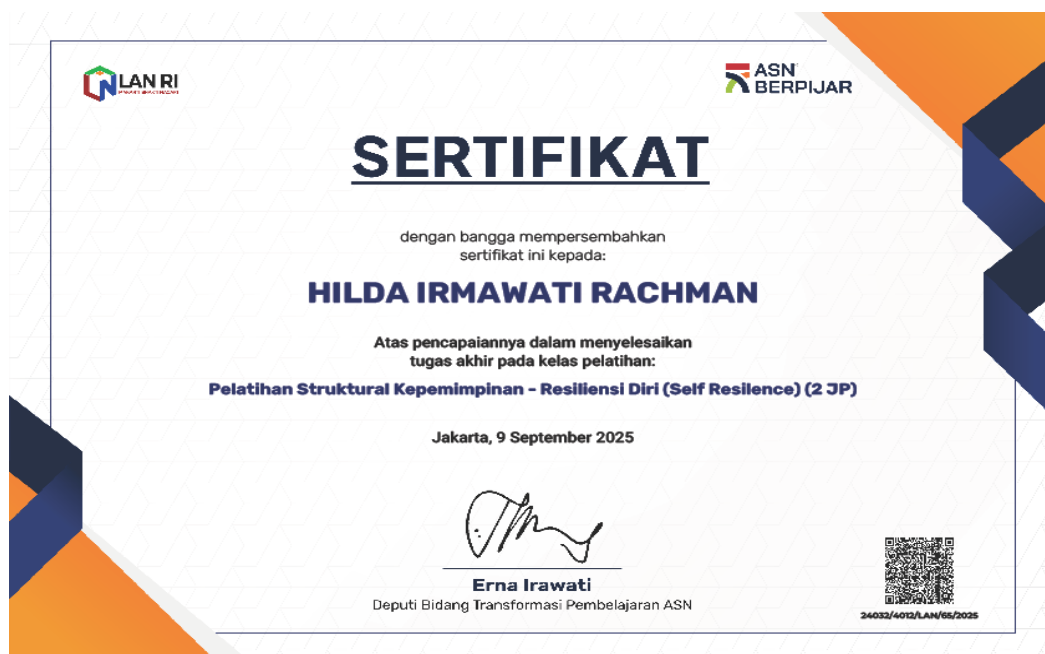 LAN RI
ASN
BERPIJAR
SERTIFIKAT
dengan bangga mempersembahkan
sertifikat ini kepada:
HILDA IRMAWATI RACHMAN
Atas pencapaiannya dalam menyelesaikan
tugas akhir pada kelas pelatihan:
Pelatihan Struktural Kepemimpinan - Resiliensi Diri (Self Resilence) (2 JP)
Jakarta, 9 September 2025
Erna Irawati
Deputi Bidang Transformasi Pembelajaran ASN
24032/4012/LAN/65/2025